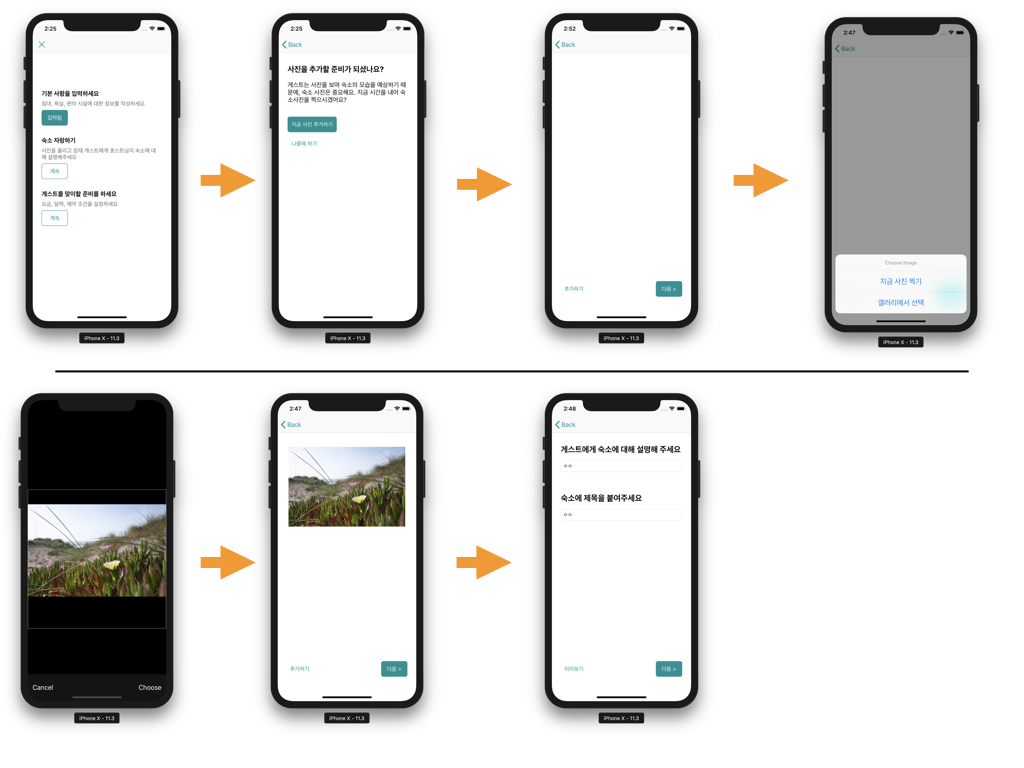 2:25
기본 사항을 입력하세요
침대, 욕실, 편의 시설에 대한 정보를 작성하세요.
입력됨
숙소 자랑하기
사진을 올리고 잠재 게스트에게 호스트님의 숙소에 대
해 설명해주세요
계속
게스트를 맞이할 준비를 하세요
요금, 달력, 예약 조건을 설정하세요
계속
iPhone X - 11.3
2:25
Back
사진을 추가할 준비가 되셨나요?
게스트는 사진을 보며 숙소의 모습을 예상하기 때
문에, 숙소 사진은 중요해요. 지금 시간을 내어 숙
소사진을 찍으시겠어요?
지금 사진 추가하기
나중에 하기
iPhone X - 11.3
2:52
Back
추가하기
다음 >
iPhone X - 11.3
2:47
Back
Choose Image
지금 사진 찍기
갤러리에서 선택
iPhone X - 11.3
Cancel
Choose
iPhone X - 11.3
2:47
Back
추가하기
다음 >
iPhone X - 11.3
2:48
Back
게스트에게 숙소에 대해 설명해 주세요
ㅇㅇ
숙소에 제목을 붙여주세요
ㅇㅇ
미리보기
다음 >
iPhone X - 11.3